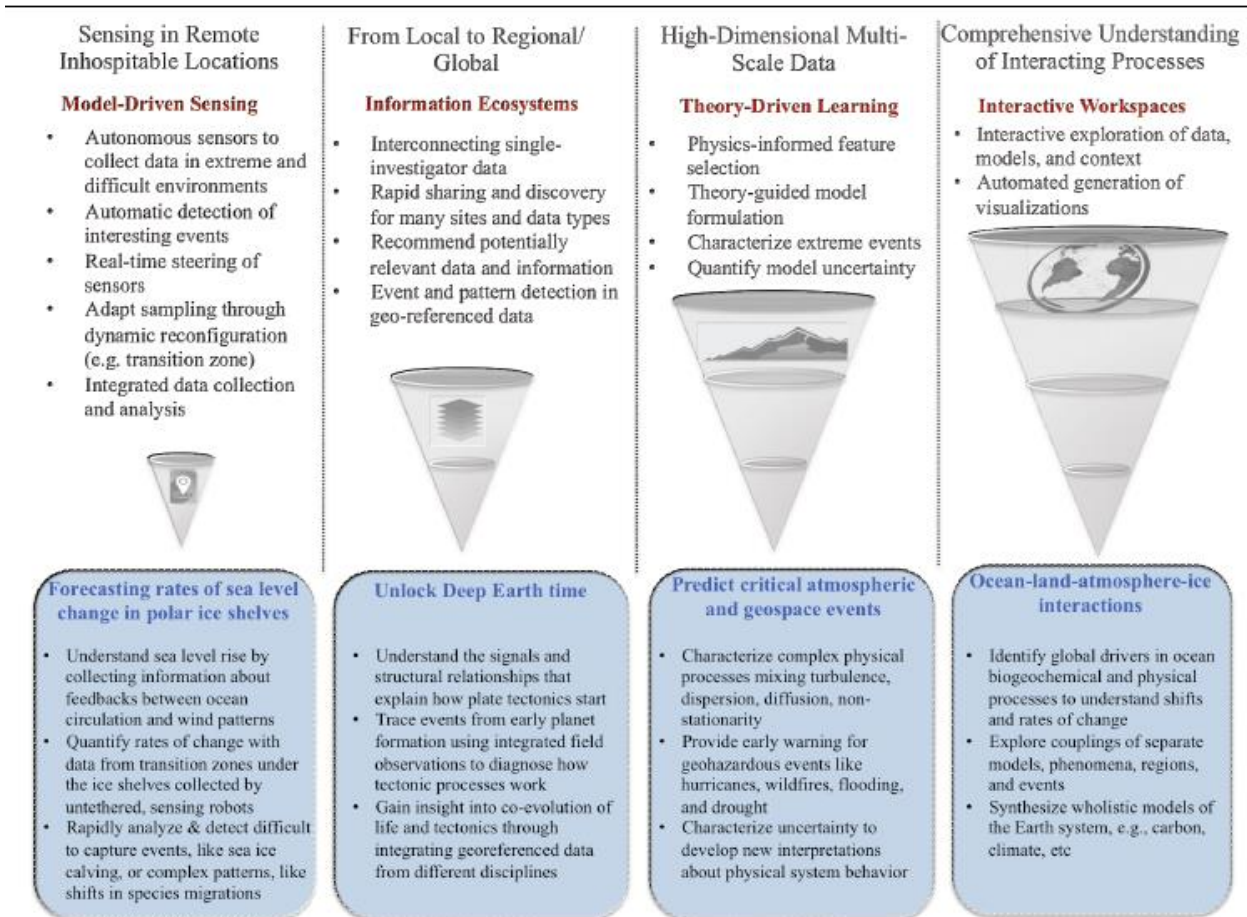 Sensing in Remote
Inhospitable Locations
Model-Driven Sensing
• Autonomous sensors to
collect data in extreme and
difficult environments
• Automatic detection of
interesting events
• Real-time steering of
sensors
• Adapt sampling through
dynamic reconfiguration
(e.g. transition zone)
• Integrated data collection
and analysis
Forecasting rates of sea level
change in polar ice shelves
• Understand sea level rise by
collecting information about
feedbacks between ocean
circulation and wind patterns
• Quantify rates of change with
data from transition zones under
the ice shelves collected by
untethered, sensing robots
• Rapidly analyze & detect difficult
to capture events, like sea ice
calving, or complex patterns, like
shifts in species migrations
From Local to Regional/
Global
Information Ecosystems
• Interconnecting single-
investigator data
• Rapid sharing and discovery
for many sites and data types
• Recommend potentially
relevant data and information
• Event and pattern detection in
geo-referenced data
Unlock Deep Earth time
• Understand the signals and
structural relationships that
explain how plate tectonics start
• Trace events from early planet
formation using integrated field
observations to diagnose how
tectonic processes work
• Gain insight into co-evolution of
life and tectonics through
integrating georeferenced data
from different disciplines
High-Dimensional Multi-
Scale Data
Theory-Driven Learning
• Physics-informed feature
selection
• Theory-guided model
formulation
• Characterize extreme events
• Quantify model uncertainty
Predict critical atmospheric
and geospace events
• Characterize complex physical
processes mixing turbulence,
dispersion, diffusion, non-
stationarity
• Provide early warning for
geohazardous events like
hurricanes, wildfires, flooding,
and drought
• Characterize uncertainty to
develop new interpretations
about physical system behavior
Comprehensive Understanding
of Interacting Processes
Interactive Workspaces
• Interactive exploration of data,
models, and context
• Automated generation of
visualizations
Ocean-land-atmosphere-ice
interactions
• Identify global drivers in ocean
biogeochemical and physical
processes to understand shifts
and rates of change
• Explore couplings of separate
models, phenomena, regions,
and events
• Synthesize wholistic models of
the Earth system, e.g., carbon,
climate, etc